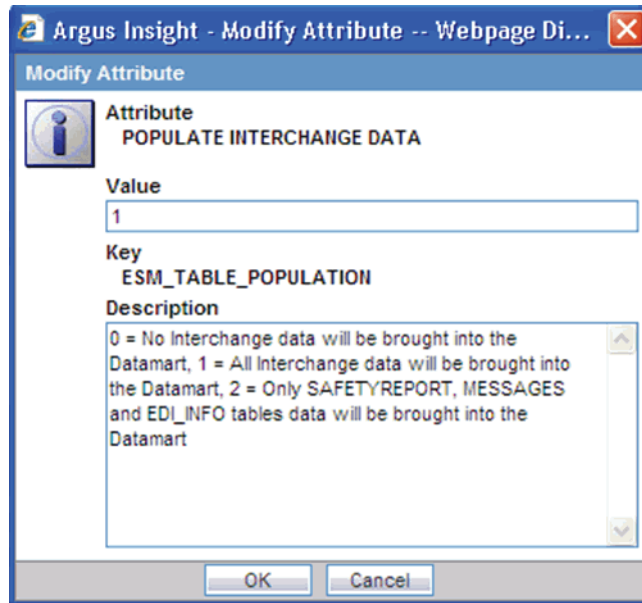 Argus Insight - Modify Attribute -- Webpage Di...
Modify Attribute
Attribute
POPULATE INTERCHANGE DATA
Value
1
Key
ESM_TABLE_POPULATION
Description
0 = No Interchange data will be brought into the
Datamart, 1 = All Interchange data will be brought into
the Datamart, 2 = Only SAFETYREPORT, MESSAGES
and EDI_INFO tables data will be brought into the
Datamart
OK Cancel